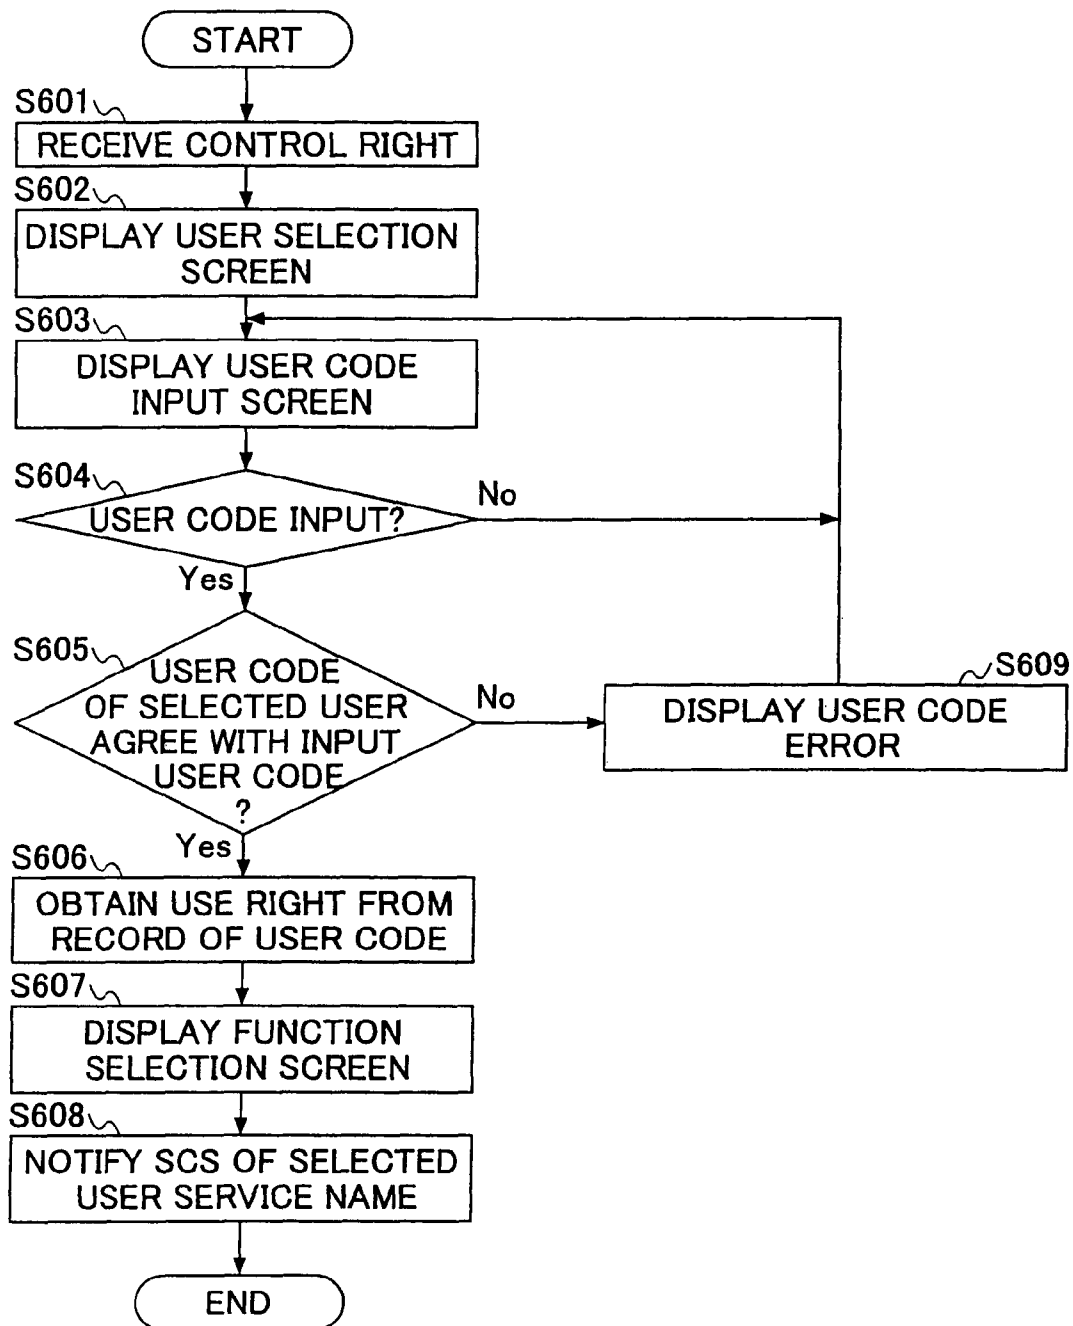 START
S601
RECEIVE CONTROL RIGHT
S602
DISPLAY USER SELECTION
SCREEN
S603
DISPLAY USER CODE
INPUT SCREEN
S604
USER CODE INPUT?
No
Yes
S605
USER CODE
OF SELECTED USER
AGREE WITH INPUT
USER CODE
?
No
S609
DISPLAY USER CODE
ERROR
Yes
S606
OBTAIN USE RIGHT FROM
RECORD OF USER CODE
S607
DISPLAY FUNCTION
SELECTION SCREEN
S608
NOTIFY SCS OF SELECTED
USER SERVICE NAME
END